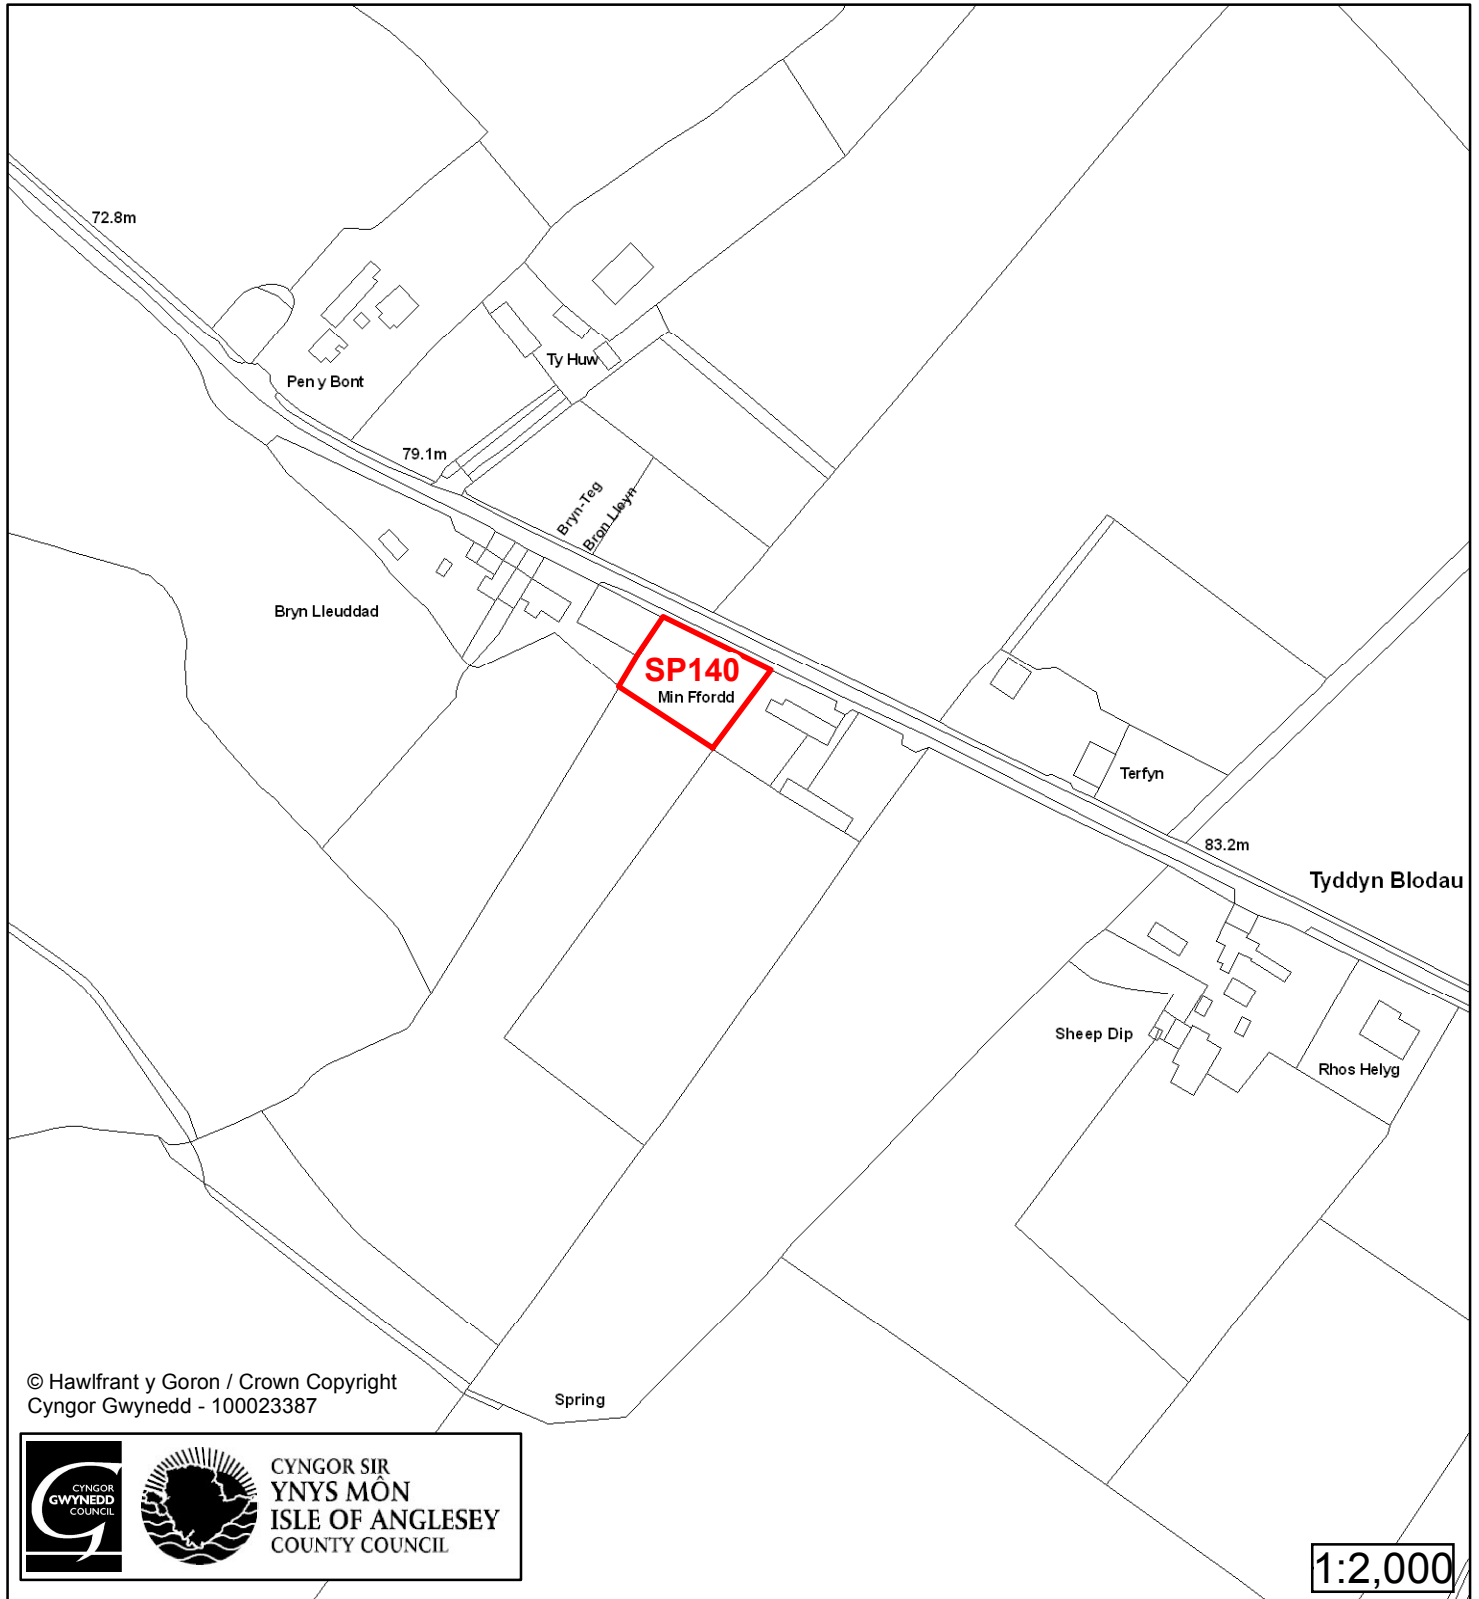 72.8m
Ty Huw
Pen y Bont
79.1m
Bryn-Teg
Bron Lleyn
Bryn Lleuddad
SP140
Min Ffordd
Terfyn
83.2m
Tyddyn Blodau
Sheep Dip
Rhos Helyg
© Hawlfrant y Goron / Crown Copyright
Cyngor Gwynedd - 100023387
Spring
CYNGOR
GWYNEDD
COUNCIL
CYNGOR SIR
YNYS MÔN
ISLE OF ANGLESEY
COUNTY COUNCIL
1:2,000